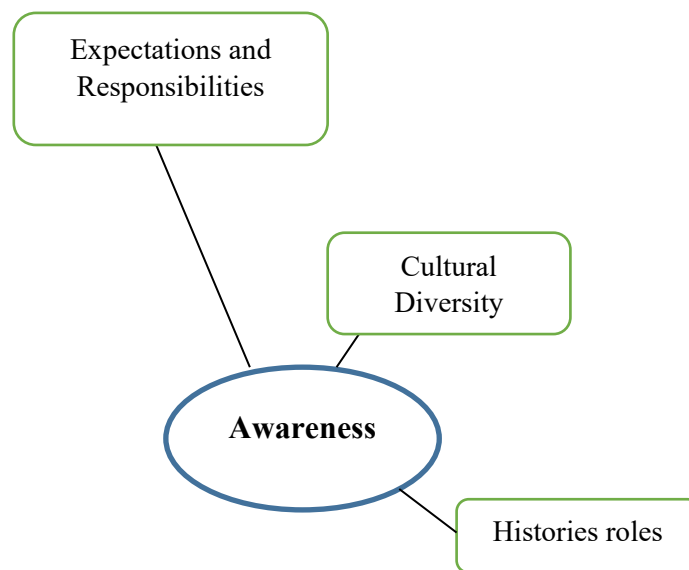 Expectations and
Responsibilities
Cultural
Diversity
Awareness
Histories roles